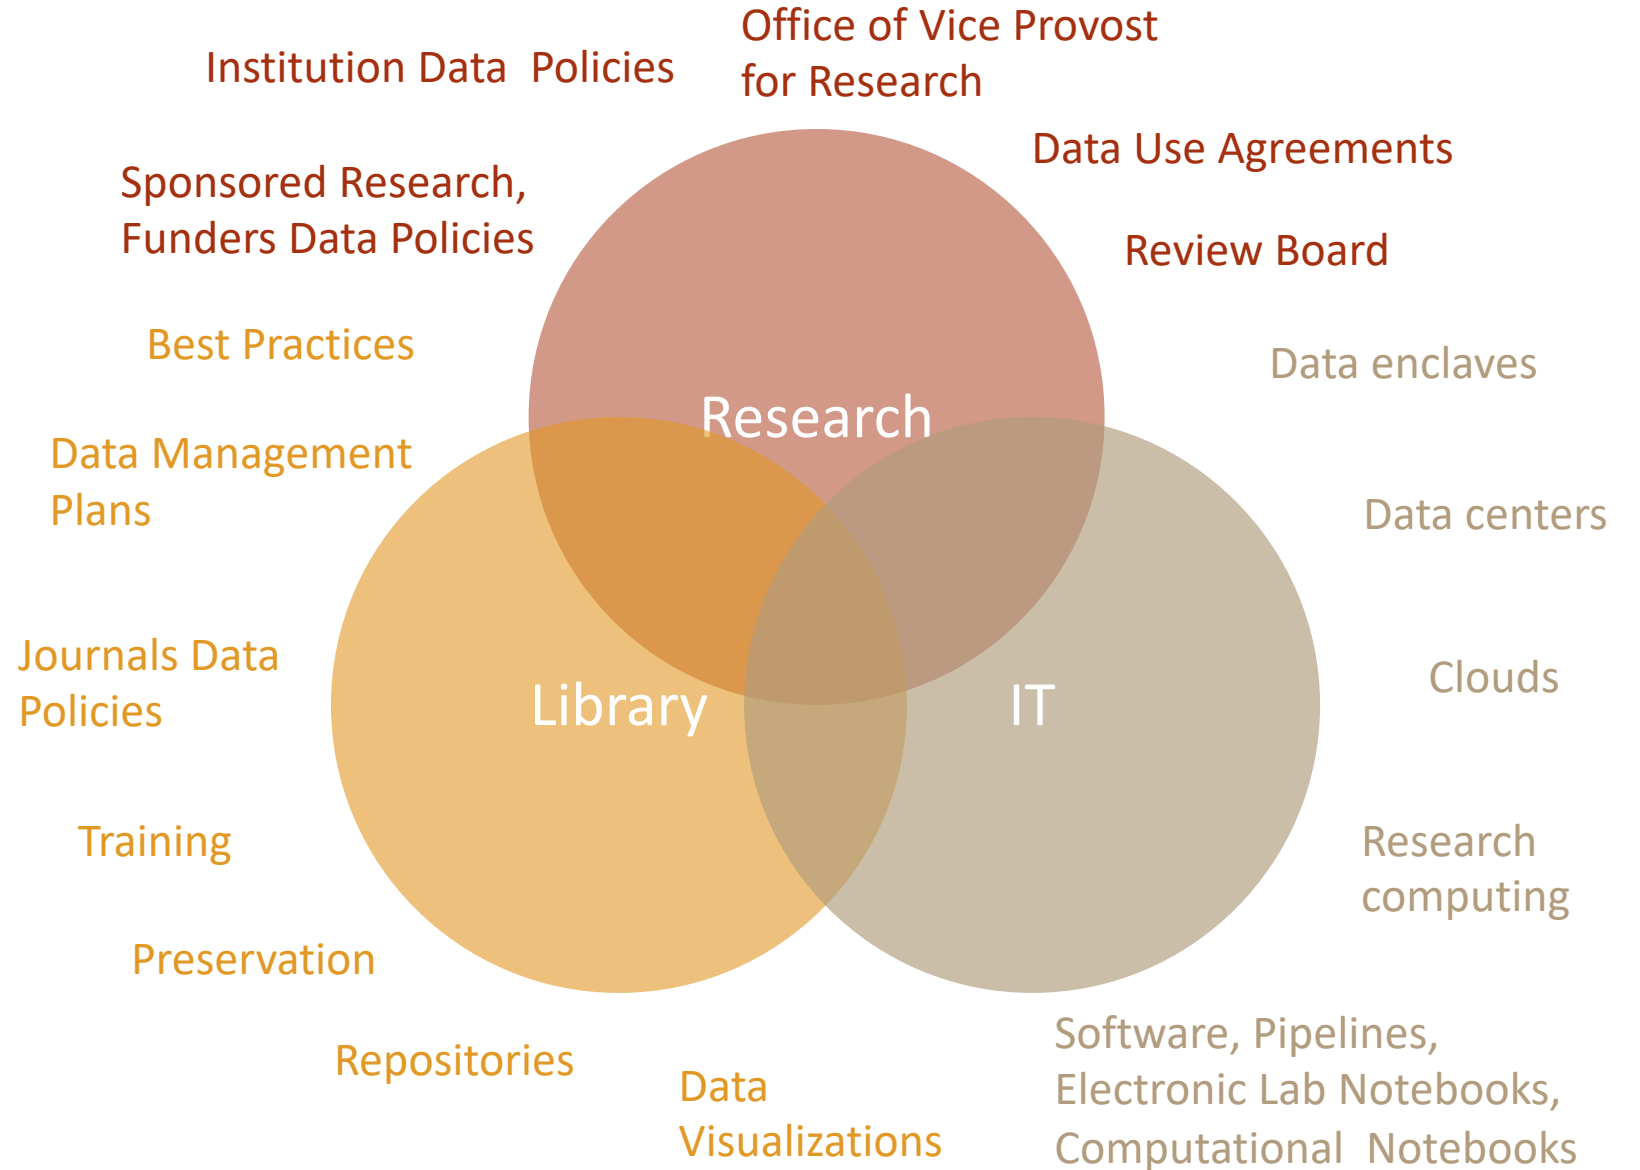 Office of Vice Provost
for Research
Institution Data  Policies
Data Use Agreements
Sponsored Research,
Funders Data Policies
Review Board
Best Practices
Data enclaves
Research
Data Management
Plans
Data centers
Journals Data
Policies
Library
IT
Clouds
Training
Research
computing
Preservation
Repositories
Data
Visualizations
Software, Pipelines,
Electronic Lab Notebooks,
Computational  Notebooks